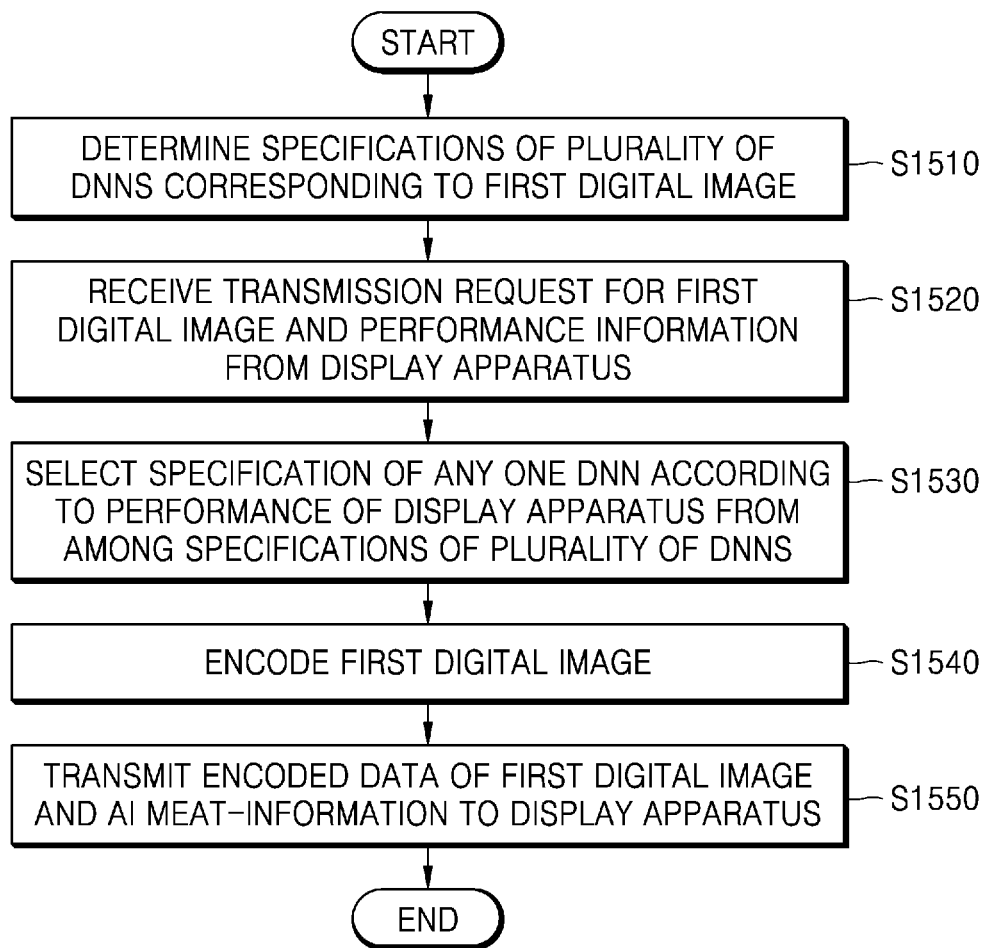 START
DETERMINE SPECIFICATIONS OF PLURALITY OF
DNNS CORRESPONDING TO FIRST DIGITAL IMAGE
S1510
RECEIVE TRANSMISSION REQUEST FOR FIRST
DIGITAL IMAGE AND PERFORMANCE INFORMATION
FROM DISPLAY APPARATUS
S1520
SELECT SPECIFICATION OF ANY ONE DNN ACCORDING
TO PERFORMANCE OF DISPLAY APPARATUS FROM
AMONG SPECIFICATIONS OF PLURALITY OF DNNS
S1530
ENCODE FIRST DIGITAL IMAGE
S1540
TRANSMIT ENCODED DATA OF FIRST DIGITAL IMAGE
AND AI MEAT-INFORMATION TO DISPLAY APPARATUS
S1550
END